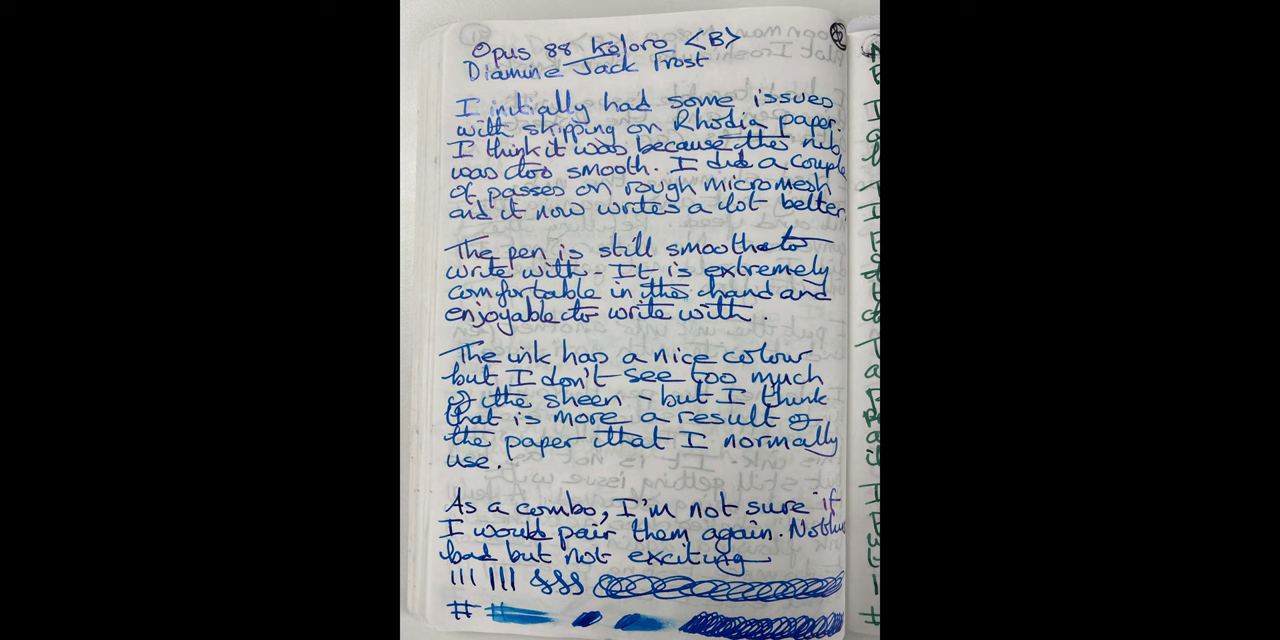 Opus 88 Koloro <B>
Diamine Jack Frost
I initially had some issues
with skipping on Rhodia paper.
I think it was because the nib
was too smooth. I did a couple
of passes on rough micromesh
and it now writes a lot better.
The pen is still smooth to
write with - It is extremely
comfortable in the hand and
enjoyable to write with.
The ink has a nice colour
but I don't see too much
of the sheen - but I think
that is more a result of
the paper that I normally
use.
As a combo, I'm not sure if
I would pair them again. Nothin
bad but not exciting